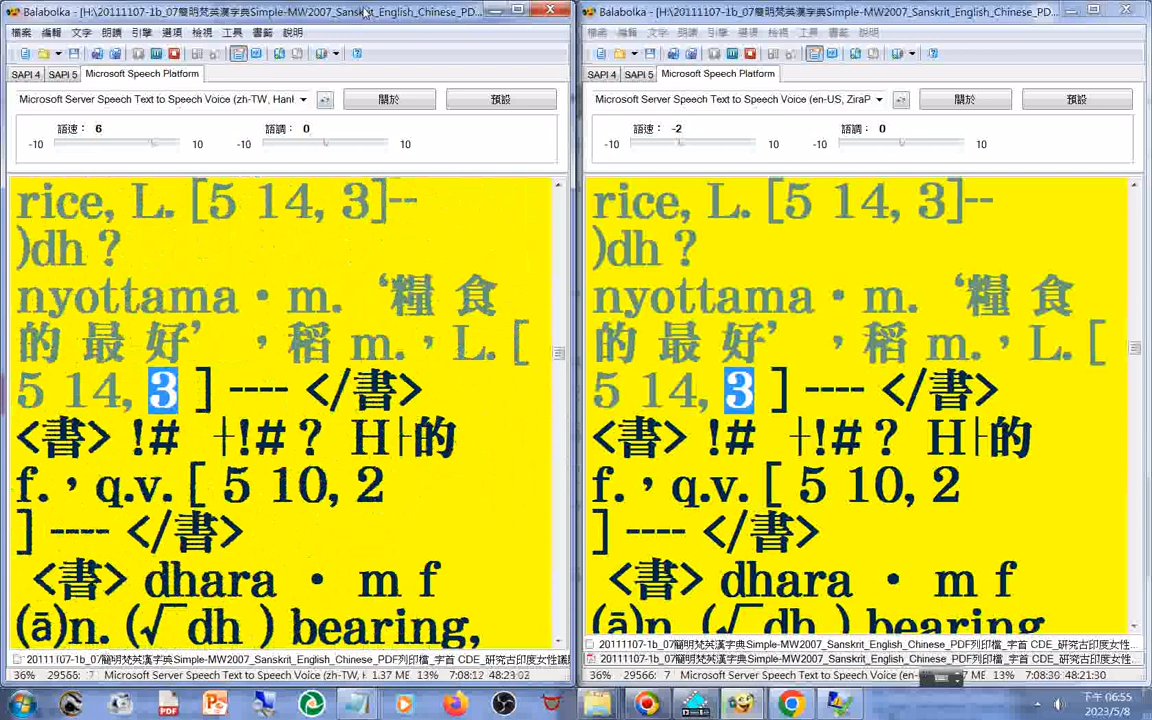 Balabolka - [H:\20111107-1b_07簡明梵英漢字典Simple-MW2007_Sanskrit_English_Chinese_PD...
檔案 編輯 文字 朗讀 引擎 選項 檢視 工具 書籤 說明
SAPI 4 SAPI 5 Microsoft Speech Platform
Microsoft Server Speech Text to Speech Voice (zh-TW, HanH 關於 預設
語速： 6 語調： 0
-10 10 -10 10
rice, L. [5 14, 3]--
)dh ?
nyottama • m. ‘糧 食
的 最 好’ ，稻 m.，L. [
5 14, 3 ] ---- </書>
<書> !# ┼!# ? H├的
f.，q.v. [ 5 10, 2
] ---- </書>
<書> dhara • m f
(ā)n. (√ dh ) bearing,
20111107-1b_07簡明梵英漢字典Simple-MW2007_Sanskrit_English_Chinese_PDF列印檔_字首 CDE_研究古印度女性議
36% 29566: 7 Microsoft Server Speech Text to Speech Voice (zh-TW, H 1.37 MB 13% 7:08:12 48:23:02
Balabolka - [H:\20111107-1b_07簡明梵英漢字典Simple-MW2007_Sanskrit_English_Chinese_PD...
檔案 編輯 文字 朗讀 引擎 選項 檢視 工具 書籤 說明
SAPI 4 SAPI 5 Microsoft Speech Platform
Microsoft Server Speech Text to Speech Voice (en-US, ZiraP 關於 預設
語速： -2 語調： 0
-10 10 -10 10
rice, L. [5 14, 3]--
)dh ?
nyottama • m. ‘糧 食
的 最 好’ ，稻 m.，L. [
5 14, 3 ] ---- </書>
<書> !# ┼!# ? H├的
f.，q.v. [ 5 10, 2
] ---- </書>
<書> dhara • m f
(ā)n. (√ dh ) bearing,
20111107-1b_07簡明梵英漢字典Simple-MW2007_Sanskrit_English_Chinese_PDF列印檔_字首 CDE_研究古印度女性
20111107-1b_07簡明梵英漢字典Simple-MW2007_Sanskrit_English_Chinese_PDF列印檔_字首 CDE_研究古印度女性...
36% 29566: 7 Microsoft Server Speech Text to Speech Voice 13% 7:08:30 48:21:30
下午 06:55
2023/5/8